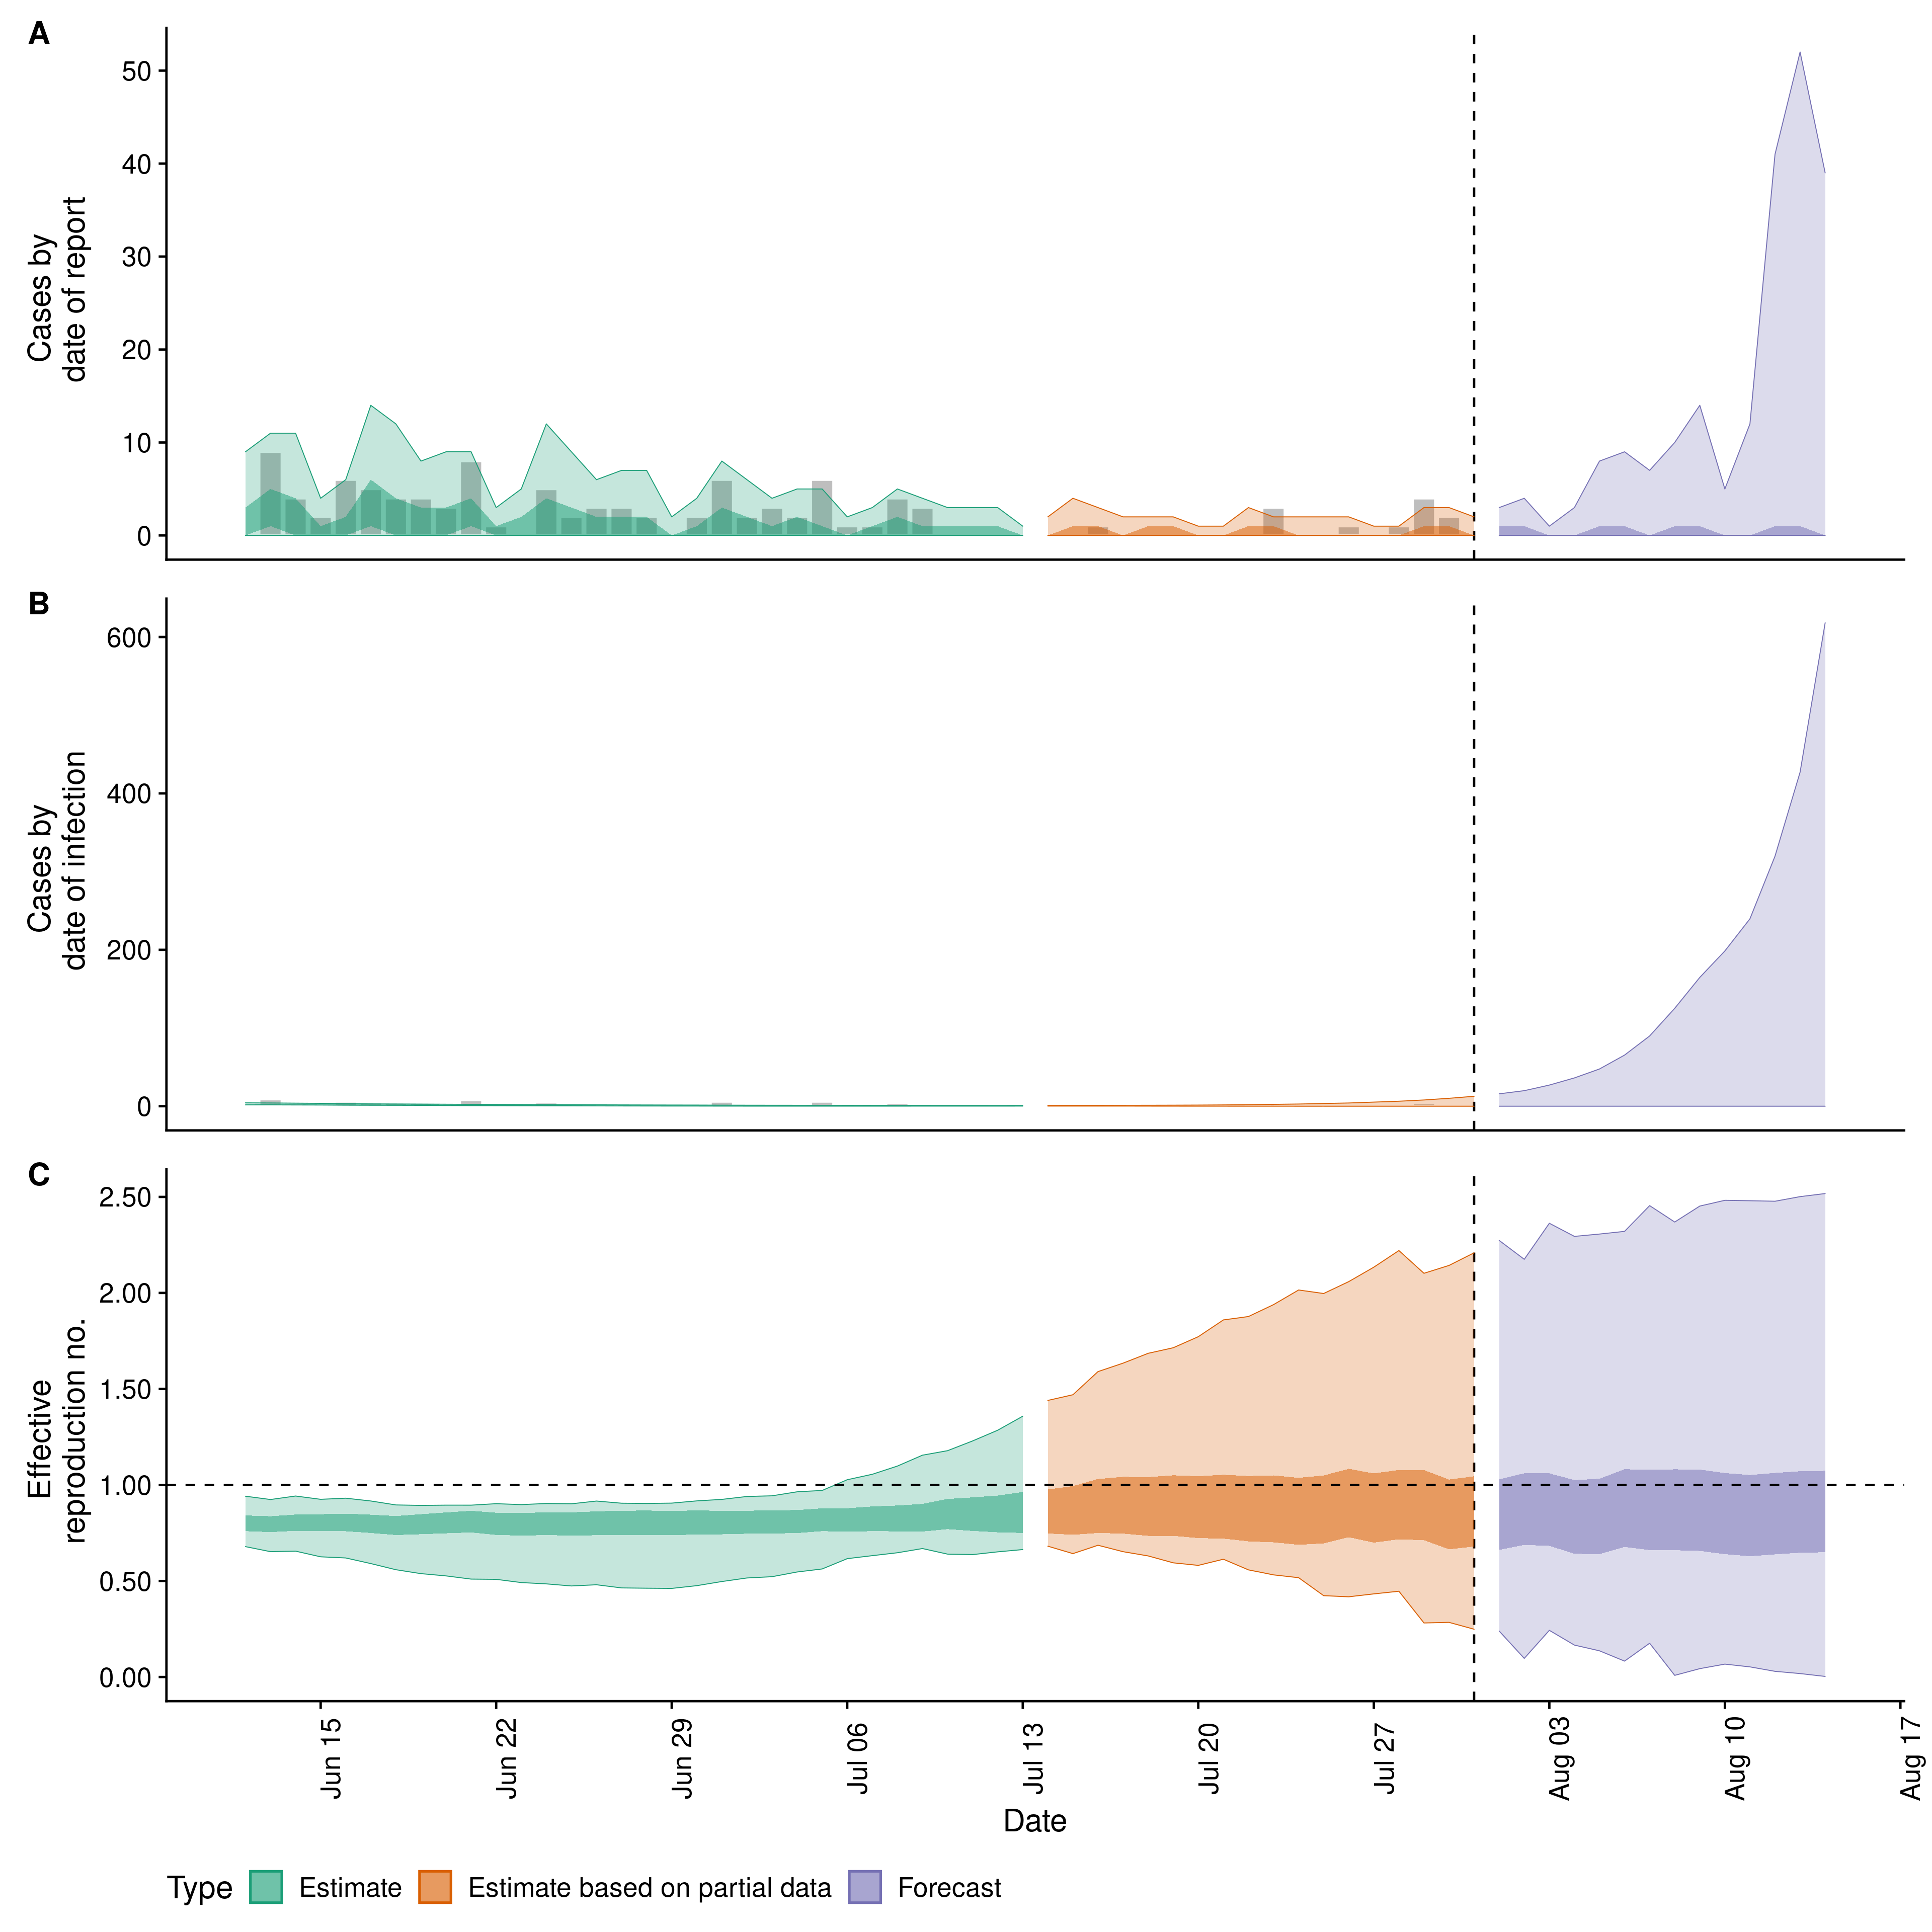 A
50
40
30
20
10
0
Cases by
date of report
B
600
400
200
0
Cases by
date of infection
C
2.50
2.00
1.50
1.00
0.50
0.00
Effective
reproduction no.
Jun 15
Jun 22
Jun 29
Jul 06
Jul 13
Jul 20
Jul 27
Aug 03
Aug 10
Aug 17
Date
Type Estimate Estimate based on partial data Forecast